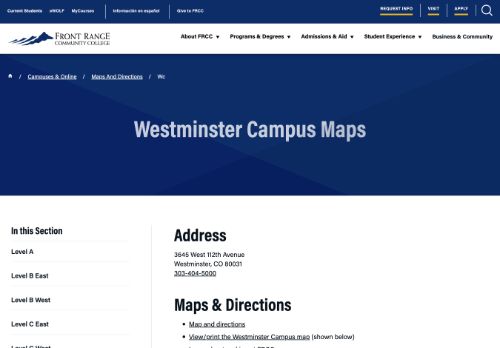 Current Students eWOLF MyCourses Información en español Give to FRCC REQUEST INFO VISIT APPLY
FRONT RANGE
COMMUNITY COLLEGE
About FRCC Programs & Degrees Admissions & Aid Student Experience Business & Community
/ Campuses & Online / Maps And Directions / We
Westminster Campus Maps
In this Section
Level A
Level B East
Level B West
Level C East
Level C West
Address
3645 West 112th Avenue
Westminster, CO 80031
303-404-5000
Maps & Directions
Map and directions
View/print the Westminster Campus map (shown below)